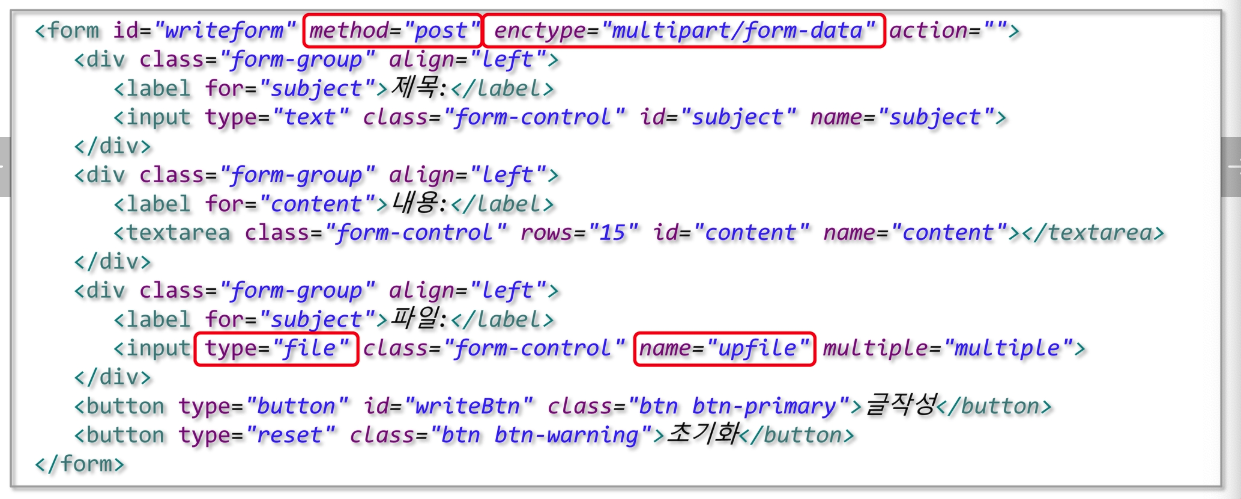 <form id="writeform" method="post" enctype="multipart/form-data" action="">
<div class="form-group" align="left">
<label for="subject">제목:</label>
<input type="text" class="form-control" id="subject" name="subject">
</div>
<div class="form-group" align="left">
<label for="content">내용:</label>
<textarea class="form-control" rows="15" id="content" name="content"></textarea>
</div>
<div class="form-group" align="left">
<label for="subject">파일:</label>
<input type="file" class="form-control" name="upfile" multiple="multiple">
</div>
<button type="button" id="writeBtn" class="btn btn-primary">글작성</button>
<button type="reset" class="btn btn-warning">초기화</button>
</form>